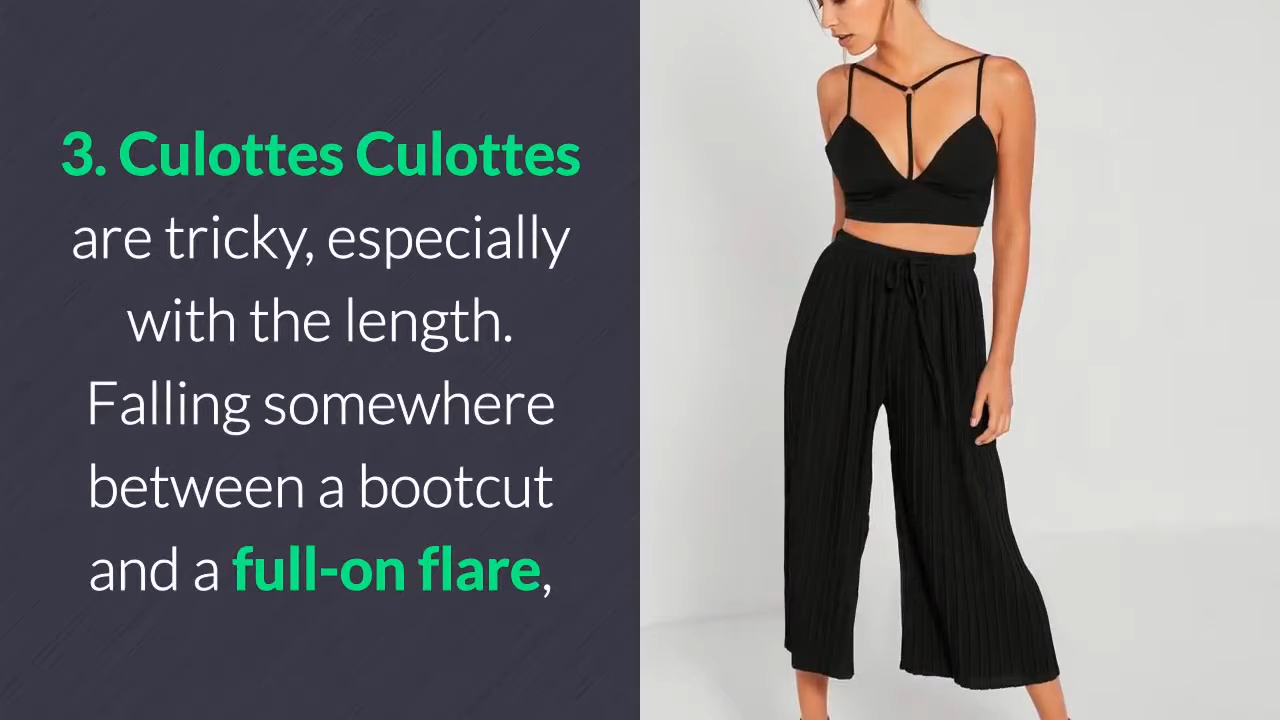 3. Culottes Culottes
are tricky, especially
with the length.
Falling somewhere
between a bootcut
and a full-on flare,